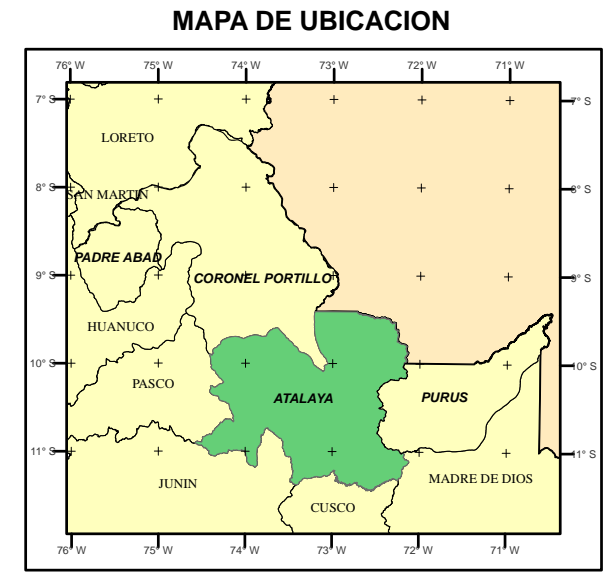 MAPA DE UBICACION
76° W 75° W 74° W 73° W 72° W 71° W
7° S 7° S
LORETO
8° S 8° S
SAN MARTIN
PADRE ABAD
CORONEL PORTILLO
9° S 9° S
HUANUCO
10° S 10° S
PASCO
ATALAYA
PURUS
11° S 11° S
JUNIN
MADRE DE DIOS
CUSCO
76° W 75° W 74° W 73° W 72° W 71° W